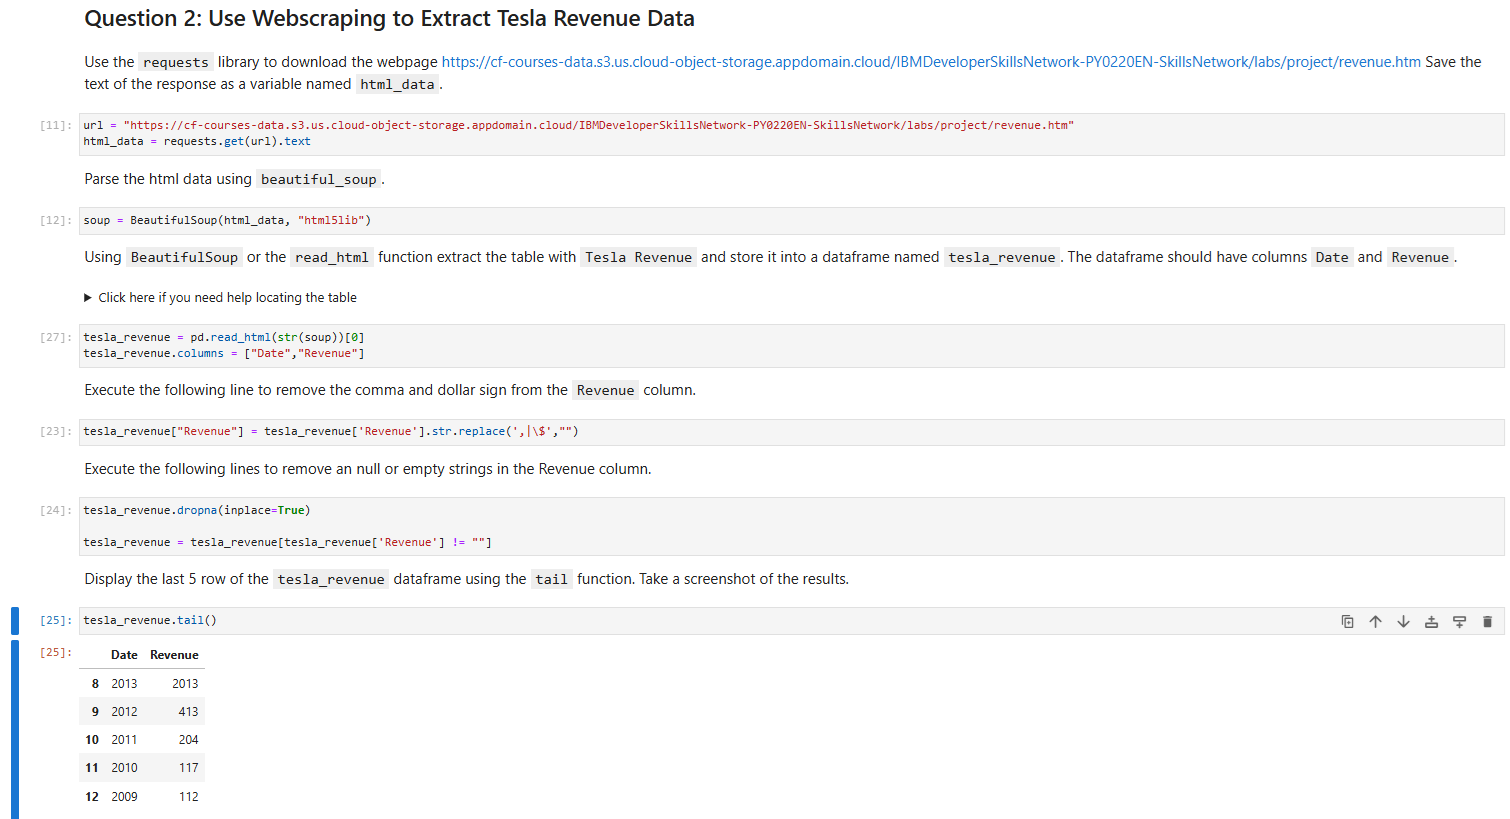 Question 2: Use Webscraping to Extract Tesla Revenue Data
Use the requests library to download the webpage https://cf-courses-data.s3.us.cloud-object-storage.appdomain.cloud/IBMDeveloperSkillsNetwork-PY0220EN-SkillsNetwork/labs/project/revenue.htm Save the
text of the response as a variable named html_data.
[11]: url = "https://cf-courses-data.s3.us.cloud-object-storage.appdomain.cloud/IBMDeveloperSkillsNetwork-PY0220EN-SkillsNetwork/labs/project/revenue.htm"
html_data = requests.get(url).text
Parse the html data using beautiful_soup.
[12]: soup = BeautifulSoup(html_data, "html5lib")
Using BeautifulSoup or the read_html function extract the table with Tesla Revenue and store it into a dataframe named tesla_revenue. The dataframe should have columns Date and Revenue.
▶ Click here if you need help locating the table
[27]: tesla_revenue = pd.read_html(str(soup))[0]
tesla_revenue.columns = ["Date","Revenue"]
Execute the following line to remove the comma and dollar sign from the Revenue column.
[23]: tesla_revenue["Revenue"] = tesla_revenue['Revenue'].str.replace(',|\$',"")
Execute the following lines to remove an null or empty strings in the Revenue column.
[24]: tesla_revenue.dropna(inplace=True)
tesla_revenue = tesla_revenue[tesla_revenue['Revenue'] != ""]
Display the last 5 row of the tesla_revenue dataframe using the tail function. Take a screenshot of the results.
[25]: tesla_revenue.tail()
[25]: Date Revenue
8 2013 2013
9 2012 413
10 2011 204
11 2010 117
12 2009 112